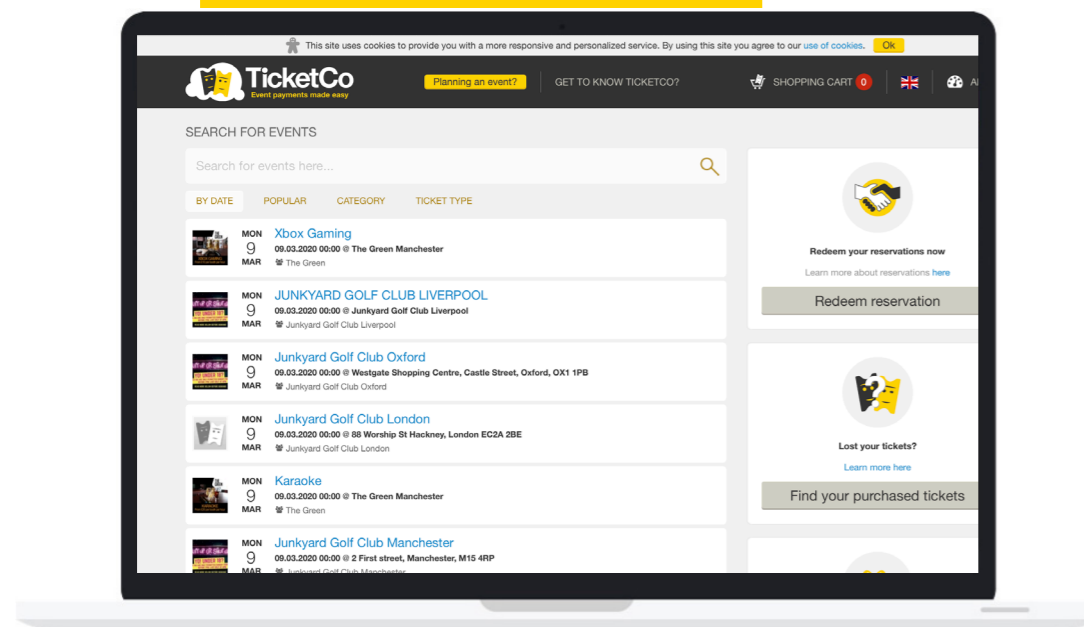 This site uses cookies to provide you with a more responsive and personalized service. By using this site you agree to our use of cookies. Ok
TicketCo
Event payments made easy
Planning an event?
GET TO KNOW TICKETCO?
SHOPPING CART 0
SEARCH FOR EVENTS
Search for events here...
BY DATE POPULAR CATEGORY TICKET TYPE
MON 9 MAR
Xbox Gaming
09.03.2020 00:00 @ The Green Manchester
The Green
MON 9 MAR
JUNKYARD GOLF CLUB LIVERPOOL
09.03.2020 00:00 @ Junkyard Golf Club Liverpool
Junkyard Golf Club Liverpool
MON 9 MAR
Junkyard Golf Club Oxford
09.03.2020 00:00 @ Westgate Shopping Centre, Castle Street, Oxford, OX1 1PB
Junkyard Golf Club Oxford
MON 9 MAR
Junkyard Golf Club London
09.03.2020 00:00 @ 88 Worship St Hackney, London EC2A 2BE
Junkyard Golf Club London
MON 9 MAR
Karaoke
09.03.2020 00:00 @ The Green Manchester
The Green
MON 9 MAR
Junkyard Golf Club Manchester
09.03.2020 00:00 @ 2 First street, Manchester, M15 4RP
Junkyard Golf Club Manchester
Redeem your reservations now
Learn more about reservations here
Redeem reservation
Lost your tickets?
Learn more here
Find your purchased tickets